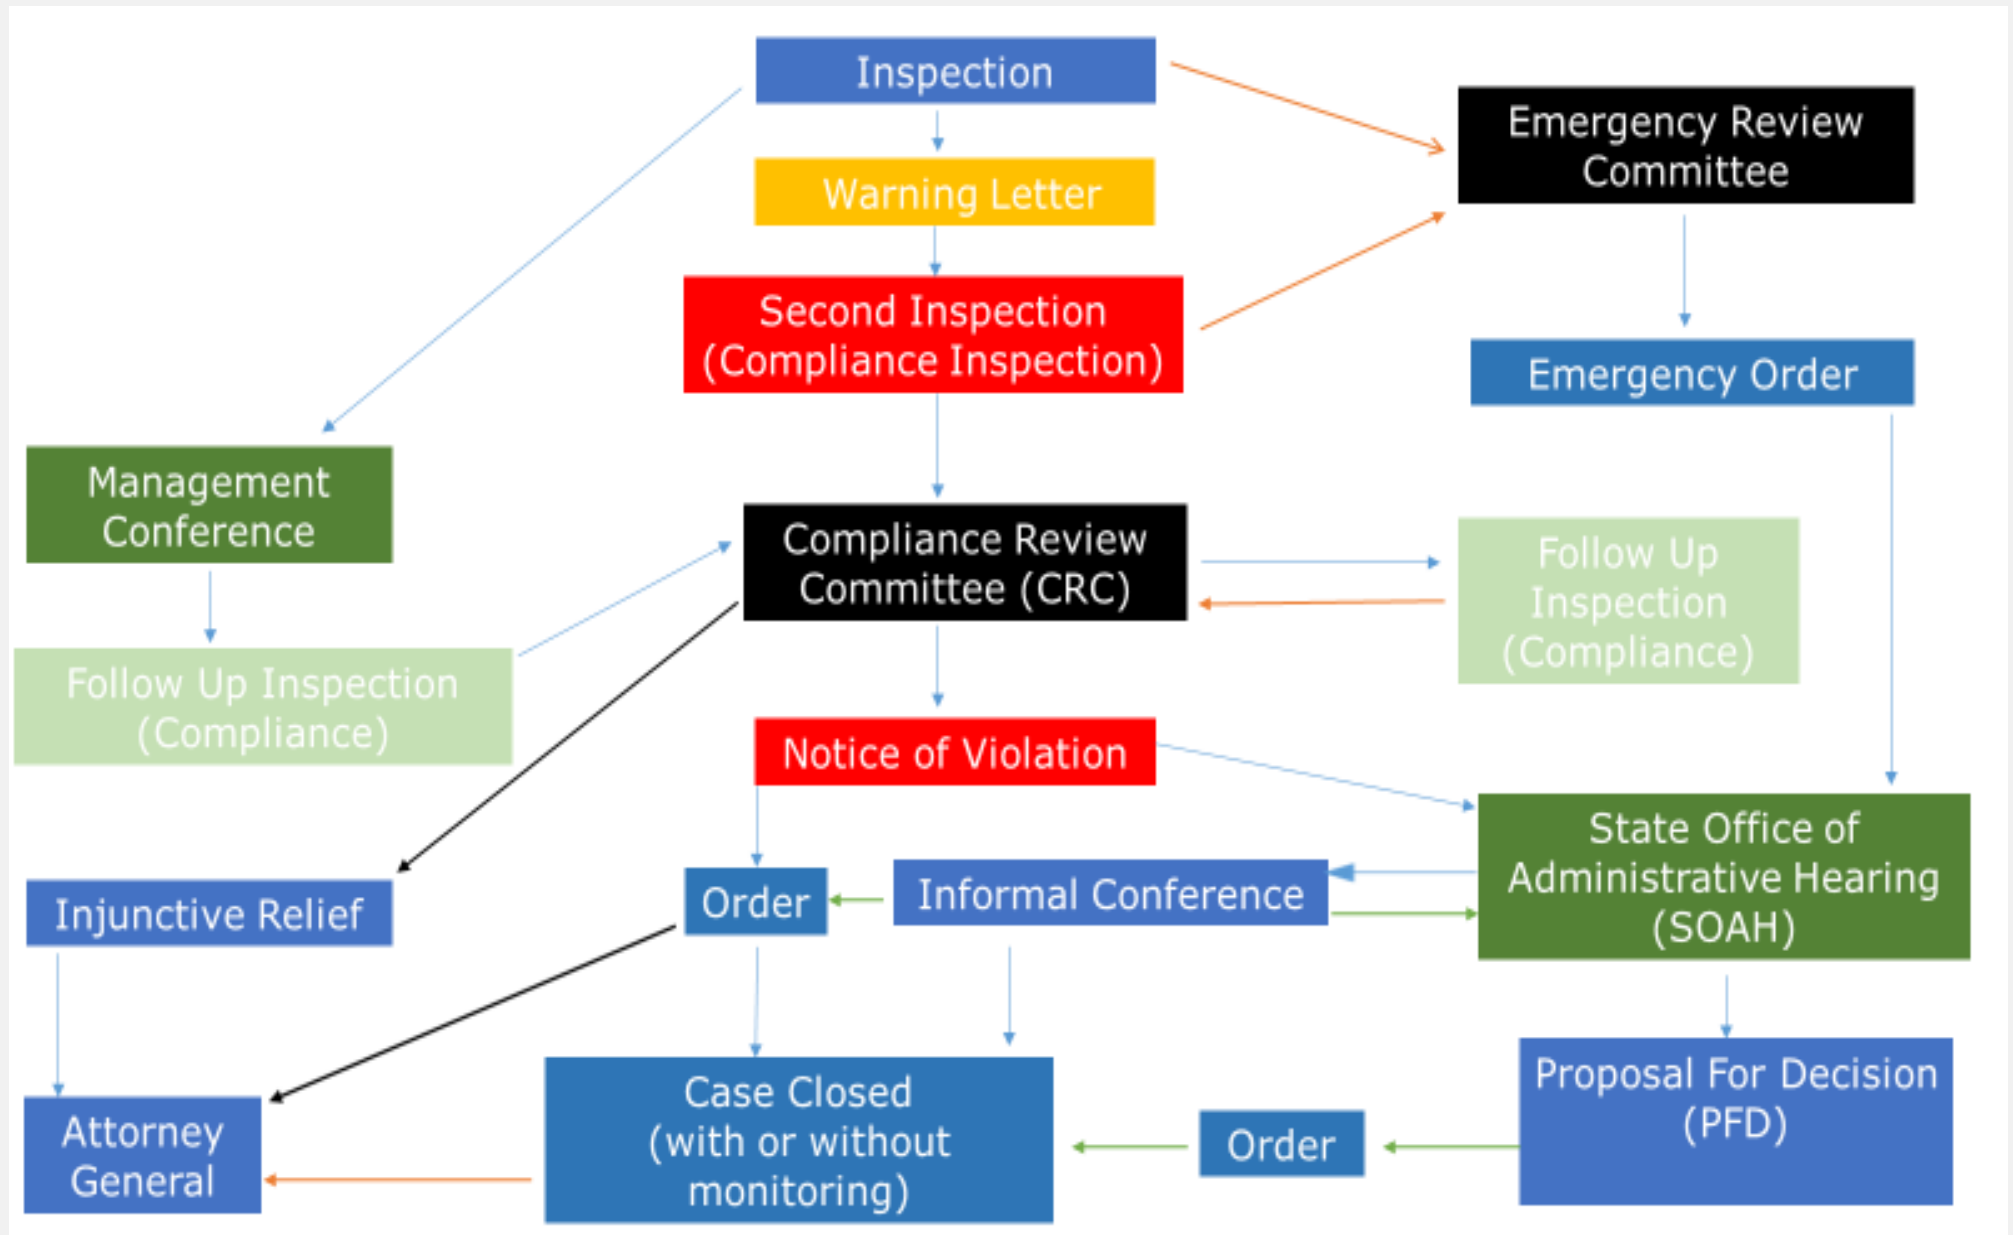 Inspection
Emergency Review
Committee
Warning Letter
Second Inspection
(Compliance Inspection)
Emergency Order
Management
Conference
Compliance Review
Committee (CRC)
Follow Up
Inspection
(Compliance)
Follow Up Inspection
(Compliance)
Notice of Violation
State Office of
Administrative Hearing
(SOAH)
Injunctive Relief
Order
Informal Conference
Proposal For Decision
(PFD)
Case Closed
(with or without
monitoring)
Order
Attorney
General